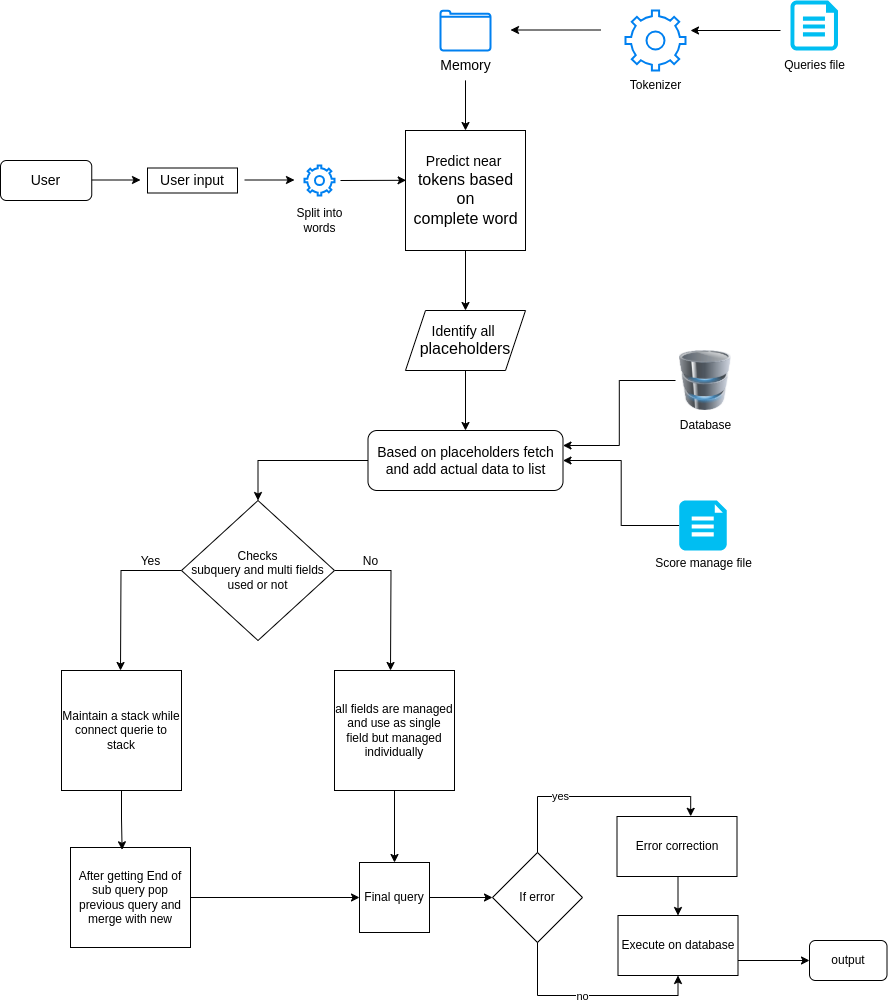 Memory
Tokenizer
Queries file
User
User input
Split into
words
Predict near
tokens based
on
complete word
Identify all
placeholders
Database
Based on placeholders fetch
and add actual data to list
Score manage file
Checks
subquery and multi fields
used or not
Yes
No
Maintain a stack while
connect querie to
stack
all fields are managed
and use as single
field but managed
individually
After getting End of
sub query pop
previous query and
merge with new
Final query
If error
yes
Error correction
Execute on database
no
output